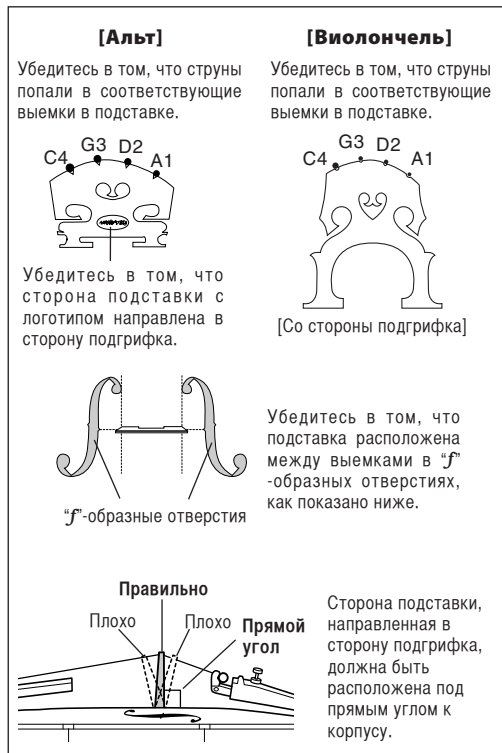 [Альт]
Убедитесь в том, что струны
попали в соответствующие
выемки в подставке.
C4 G3 D2 A1
Убедитесь в том, что
сторона подставки с
логотипом направлена в
сторону подгрифка.
[Виолончель]
Убедитесь в том, что струны
попали в соответствующие
выемки в подставке.
C4 G3 D2 A1
[Со стороны подгрифка]
"f"-образные отверстия
Убедитесь в том, что
подставка расположена
между выемками в "f"
-образных отверстиях,
как показано ниже.
Правильно
Плохо Плохо
Прямой
угол
Сторона подставки,
направленная в
сторону подгрифка,
должна быть
расположена под
прямым углом к
корпусу.